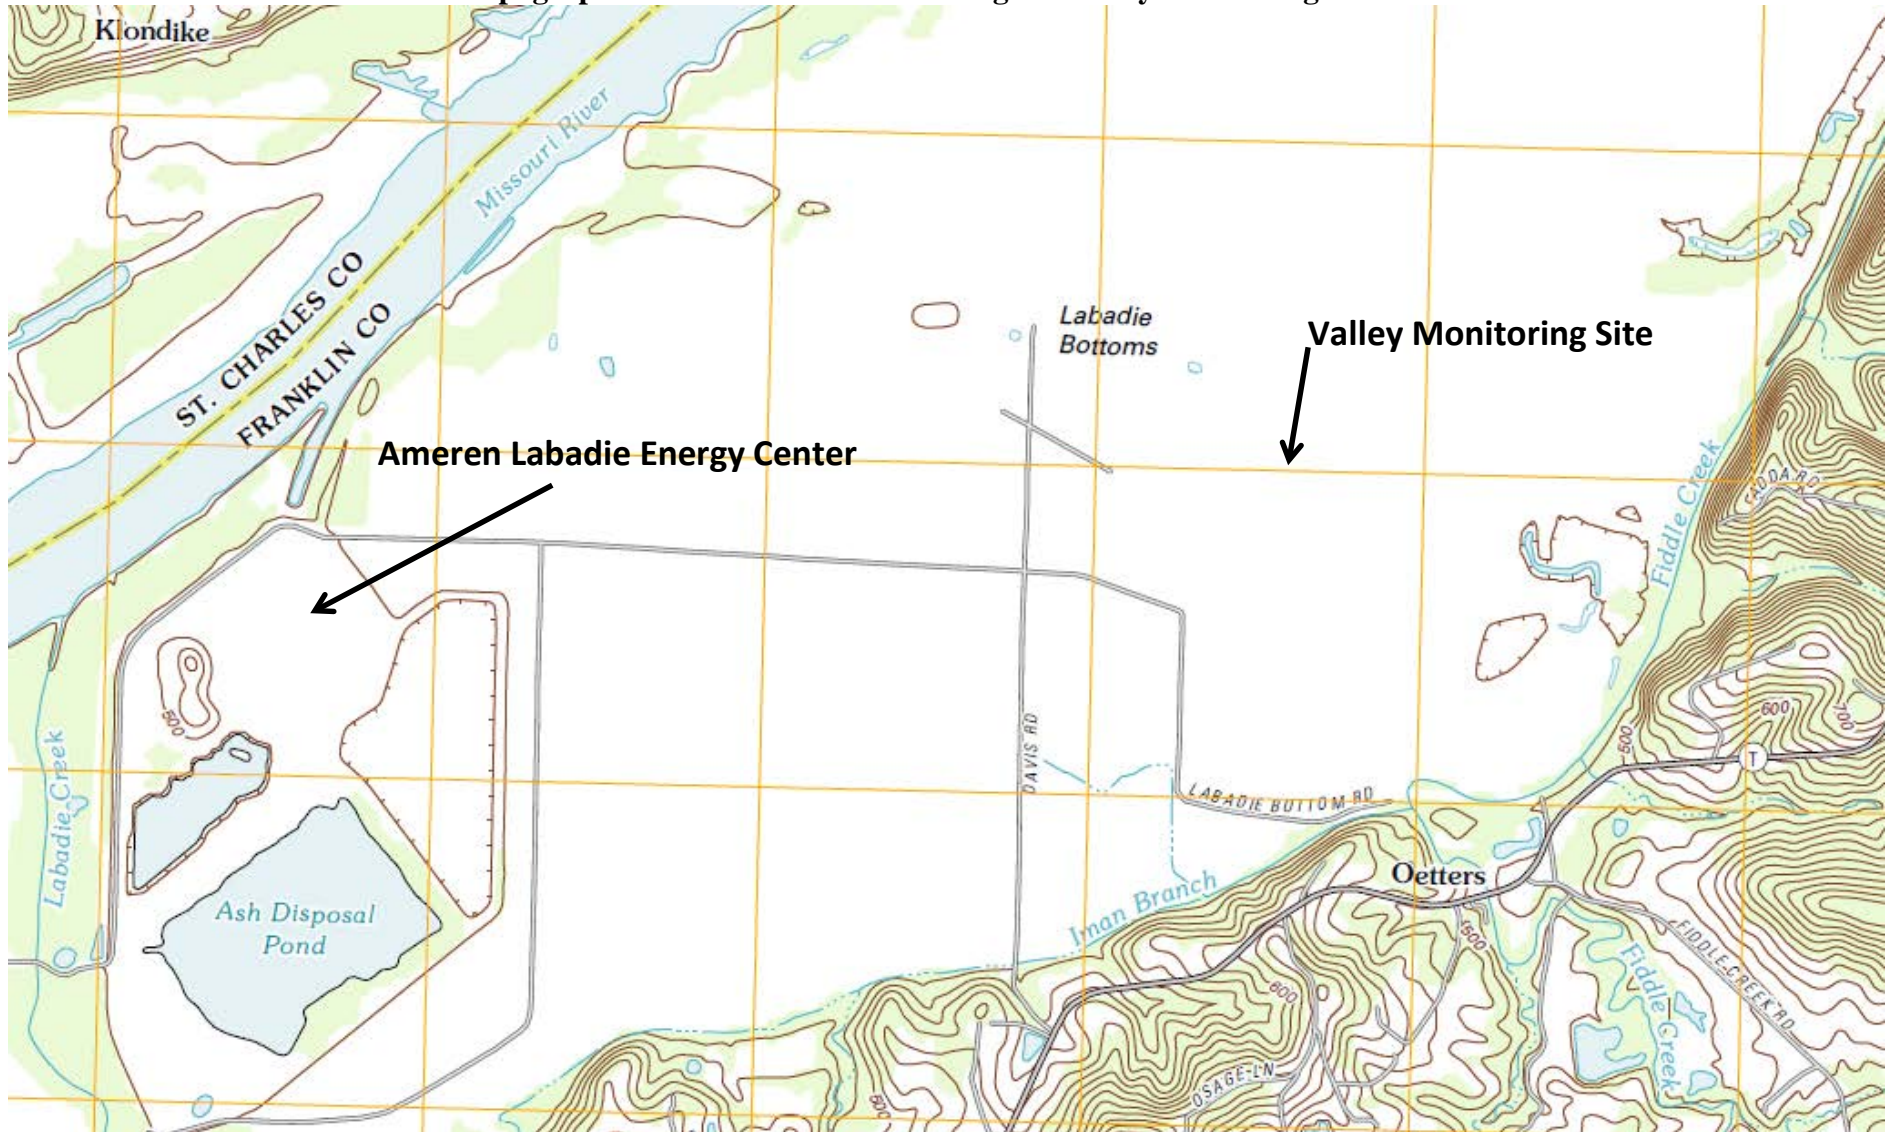 Klondike
Missouri River
ST. CHARLES CO
FRANKLIN CO
Labadie
Bottoms
Valley Monitoring Site
Ameren Labadie Energy Center
Fiddle Creek
500
Labadie Creek
DAVIS RD
500
600
700
T
LABADIE BOTTOM RD
Oetters
Ash Disposal
Pond
Iman Branch
500
FIDDLE CREEK RD
Fiddle Creek
600
OSAGE LN
600